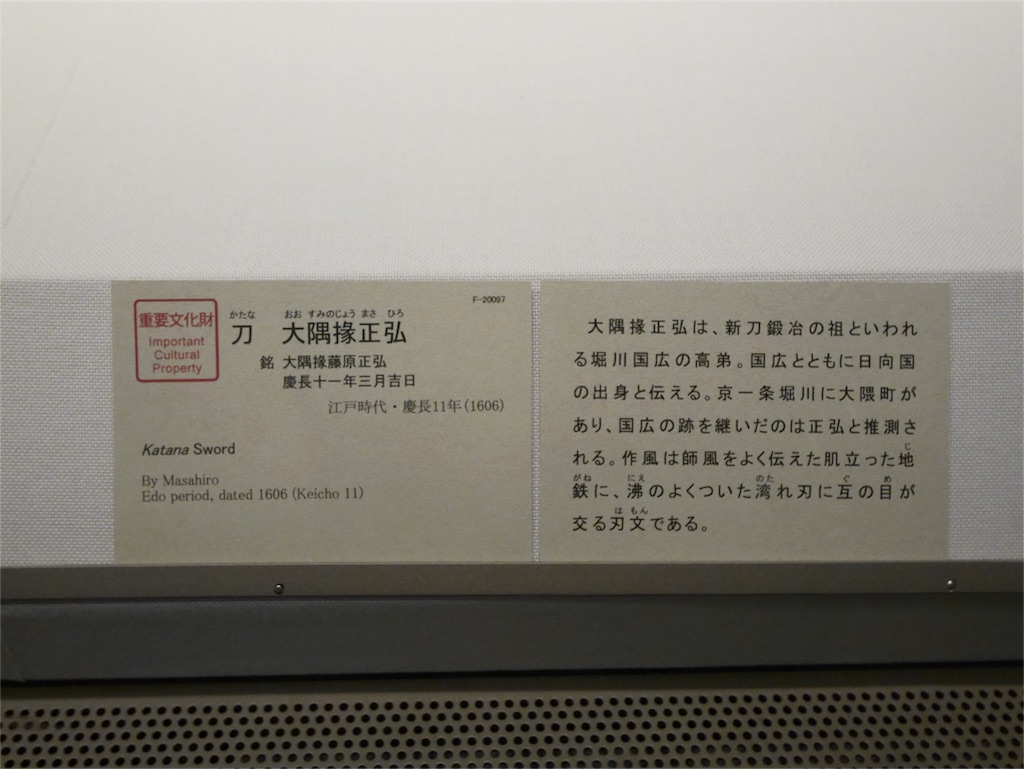 F-20097
重要文化財
Important
Cultural
Property
かたな おお すみのじょう まさ ひろ
刀 大隅掾正弘
銘 大隅掾藤原正弘
慶長十一年三月吉日
江戸時代・慶長11年(1606)
Katana Sword
By Masahiro
Edo period, dated 1606 (Keicho 11)
大隅掾正弘は、新刀鍛冶の祖といわれ
る堀川国広の高弟。国広とともに日向国
の出身と伝える。京一条堀川に大隈町が
あり、国広の跡を継いだのは正弘と推測さ
れる。作風は師風をよく伝えた肌立った地
じ
がね にえ のた ぐ め
鉄に、沸のよくついた湾れ刃に互の目が
は もん
交る刃文である。